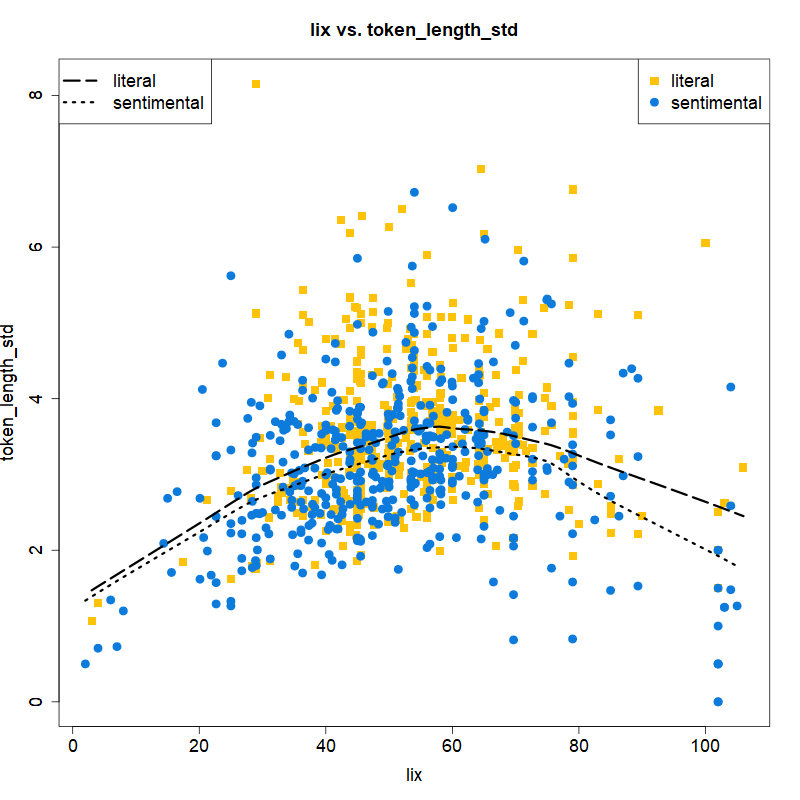 lix vs. token_length_std
literal
sentimental
literal
sentimental
token_length_std
8
6
4
2
0
0 20 40 60 80 100
lix